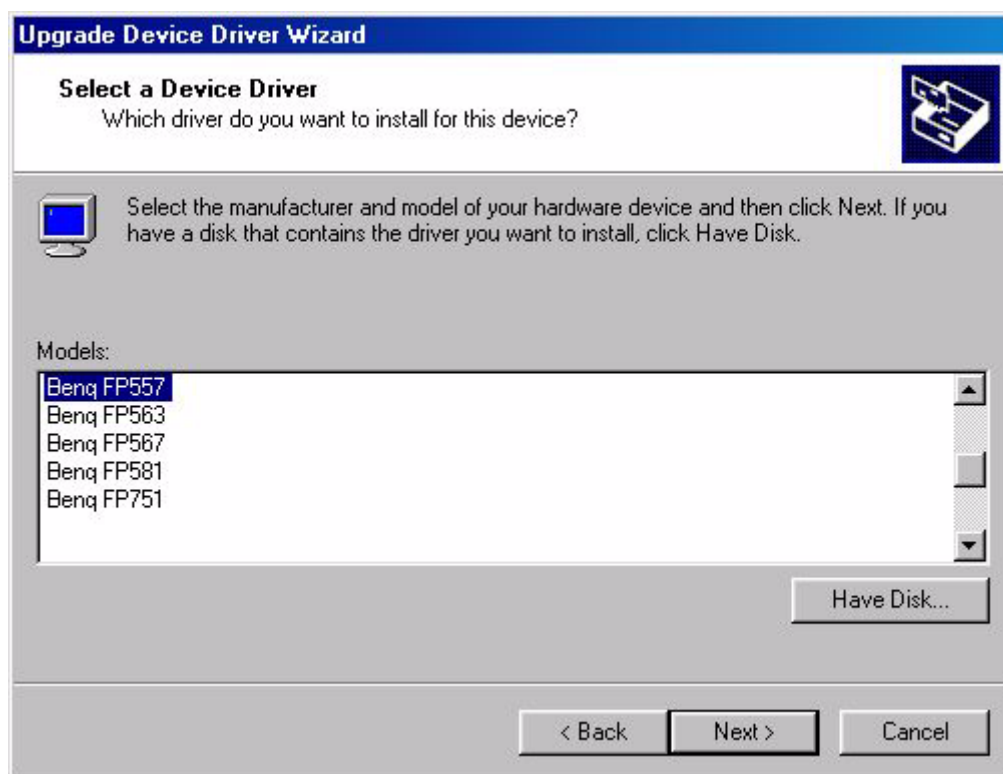 Upgrade Device Driver Wizard
Select a Device Driver
Which driver do you want to install for this device?
Select the manufacturer and model of your hardware device and then click Next. If you
have a disk that contains the driver you want to install, click Have Disk.
Models:
Benq FP557
Benq FP563
Benq FP567
Benq FP581
Benq FP751
Have Disk...
< Back
Next >
Cancel